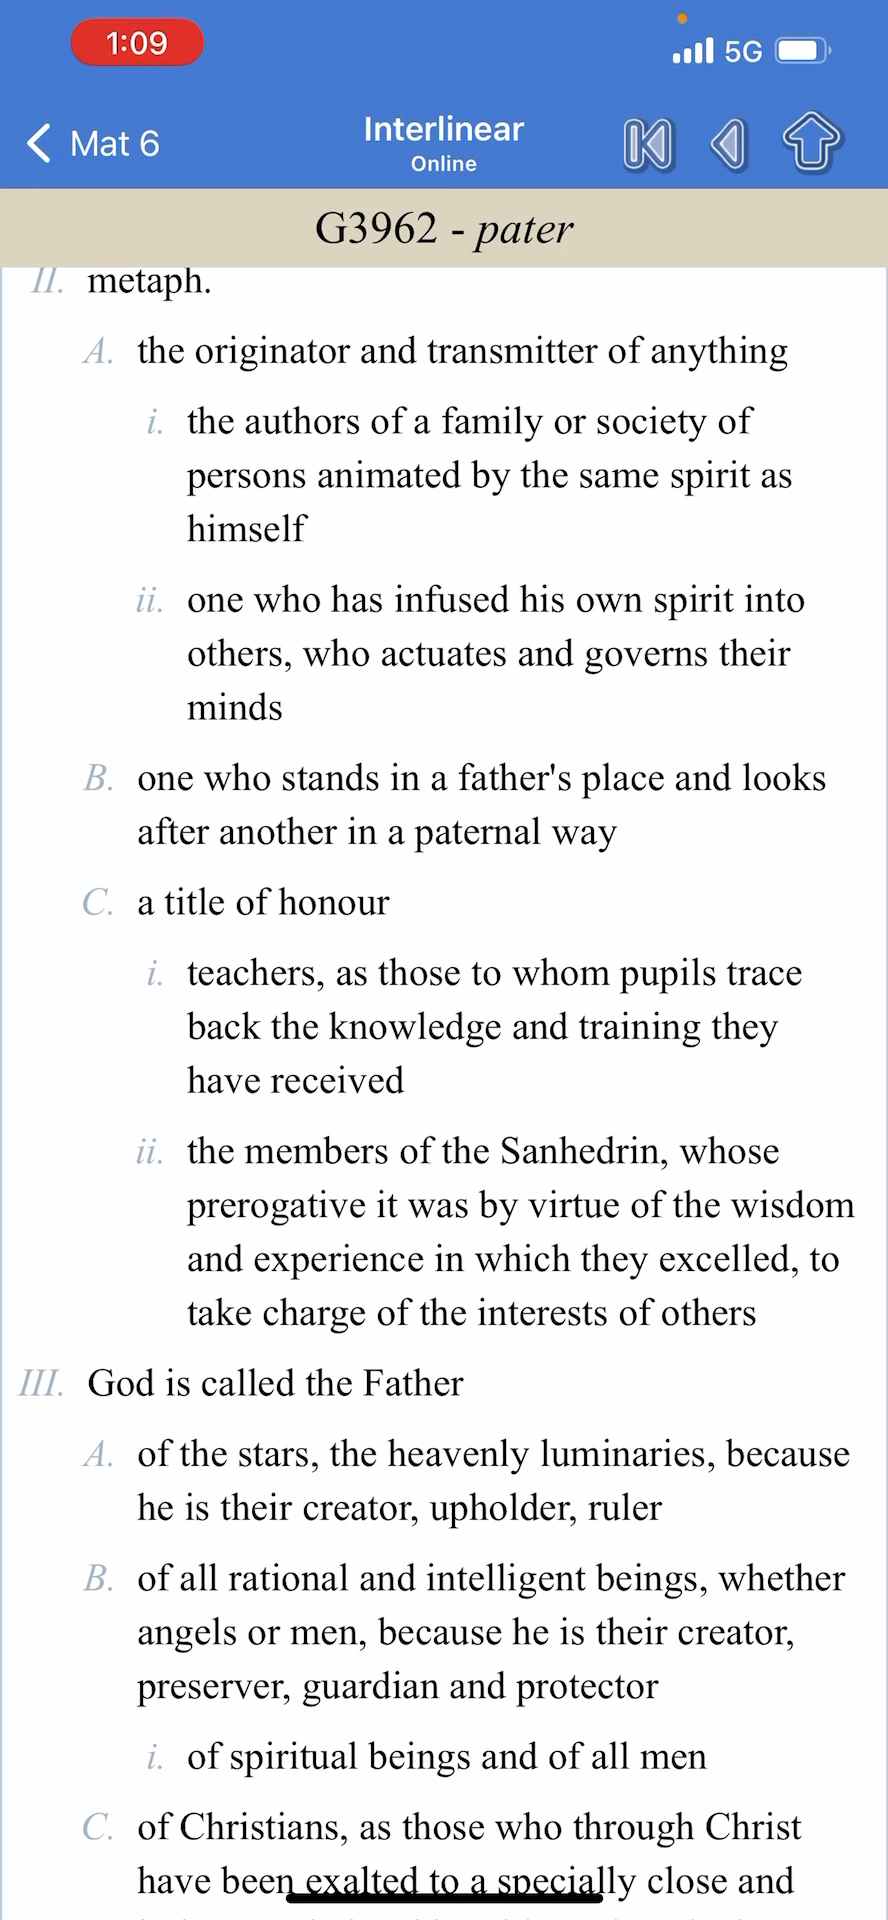 1:09
5G
Mat 6
Interlinear
Online
G3962 - pater
II. metaph.
A. the originator and transmitter of anything
i. the authors of a family or society of
persons animated by the same spirit as
himself
ii. one who has infused his own spirit into
others, who actuates and governs their
minds
B. one who stands in a father's place and looks
after another in a paternal way
C. a title of honour
i. teachers, as those to whom pupils trace
back the knowledge and training they
have received
ii. the members of the Sanhedrin, whose
prerogative it was by virtue of the wisdom
and experience in which they excelled, to
take charge of the interests of others
III. God is called the Father
A. of the stars, the heavenly luminaries, because
he is their creator, upholder, ruler
B. of all rational and intelligent beings, whether
angels or men, because he is their creator,
preserver, guardian and protector
i. of spiritual beings and of all men
C. of Christians, as those who through Christ
have been exalted to a specially close and